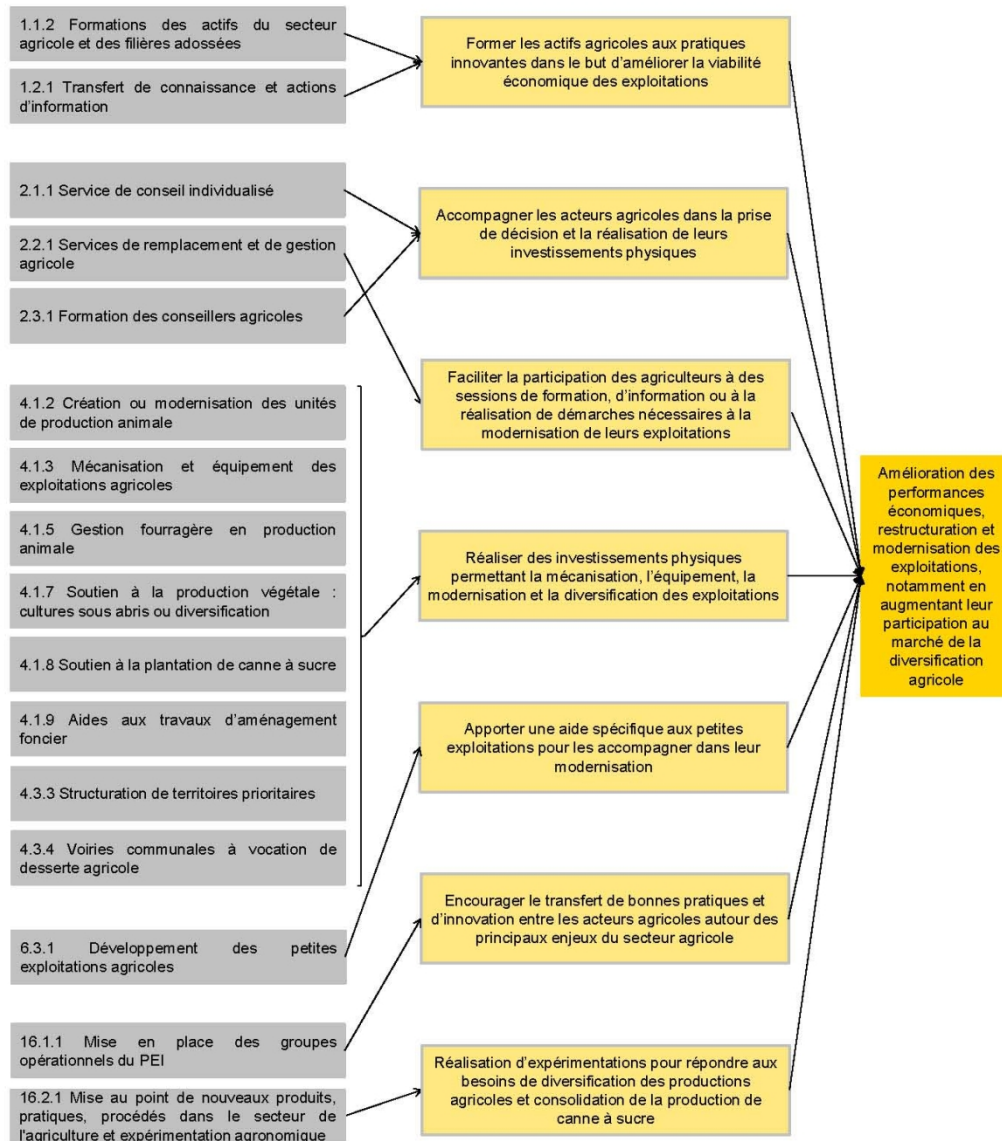 1.1.2 Formations des actifs du secteur
agricole et des filières adossées
1.2.1 Transfert de connaissance et actions
d'information
2.1.1 Service de conseil individualisé
2.2.1 Services de remplacement et de gestion
agricole
2.3.1 Formation des conseillers agricoles
4.1.2 Création ou modernisation des unités
de production animale
4.1.3 Mécanisation et équipement des
exploitations agricoles
4.1.5 Gestion fourragère en production
animale
4.1.7 Soutien à la production végétale :
cultures sous abris ou diversification
4.1.8 Soutien à la plantation de canne à sucre
4.1.9 Aides aux travaux d'aménagement
foncier
4.3.3 Structuration de territoires prioritaires
4.3.4 Voiries communales à vocation de
desserte agricole
6.3.1 Développement des petites
exploitations agricoles
16.1.1 Mise en place des groupes
opérationnels du PEI
16.2.1 Mise au point de nouveaux produits,
pratiques, procédés dans le secteur de
l'agriculture et expérimentation agronomique
Former les actifs agricoles aux pratiques
innovantes dans le but d'améliorer la viabilité
économique des exploitations
Accompagner les acteurs agricoles dans la prise
de décision et la réalisation de leurs
investissements physiques
Faciliter la participation des agriculteurs à des
sessions de formation, d'information ou à la
réalisation de démarches nécessaires à la
modernisation de leurs exploitations
Réaliser des investissements physiques
permettant la mécanisation, l'équipement, la
modernisation et la diversification des exploitations
Apporter une aide spécifique aux petites
exploitations pour les accompagner dans leur
modernisation
Encourager le transfert de bonnes pratiques et
d'innovation entre les acteurs agricoles autour des
principaux enjeux du secteur agricole
Réalisation d'expérimentations pour répondre aux
besoins de diversification des productions
agricoles et consolidation de la production de
canne à sucre
Amélioration des
performances
économiques,
restructuration et
modernisation des
exploitations,
notamment en
augmentant leur
participation au
marché de la
diversification
agricole